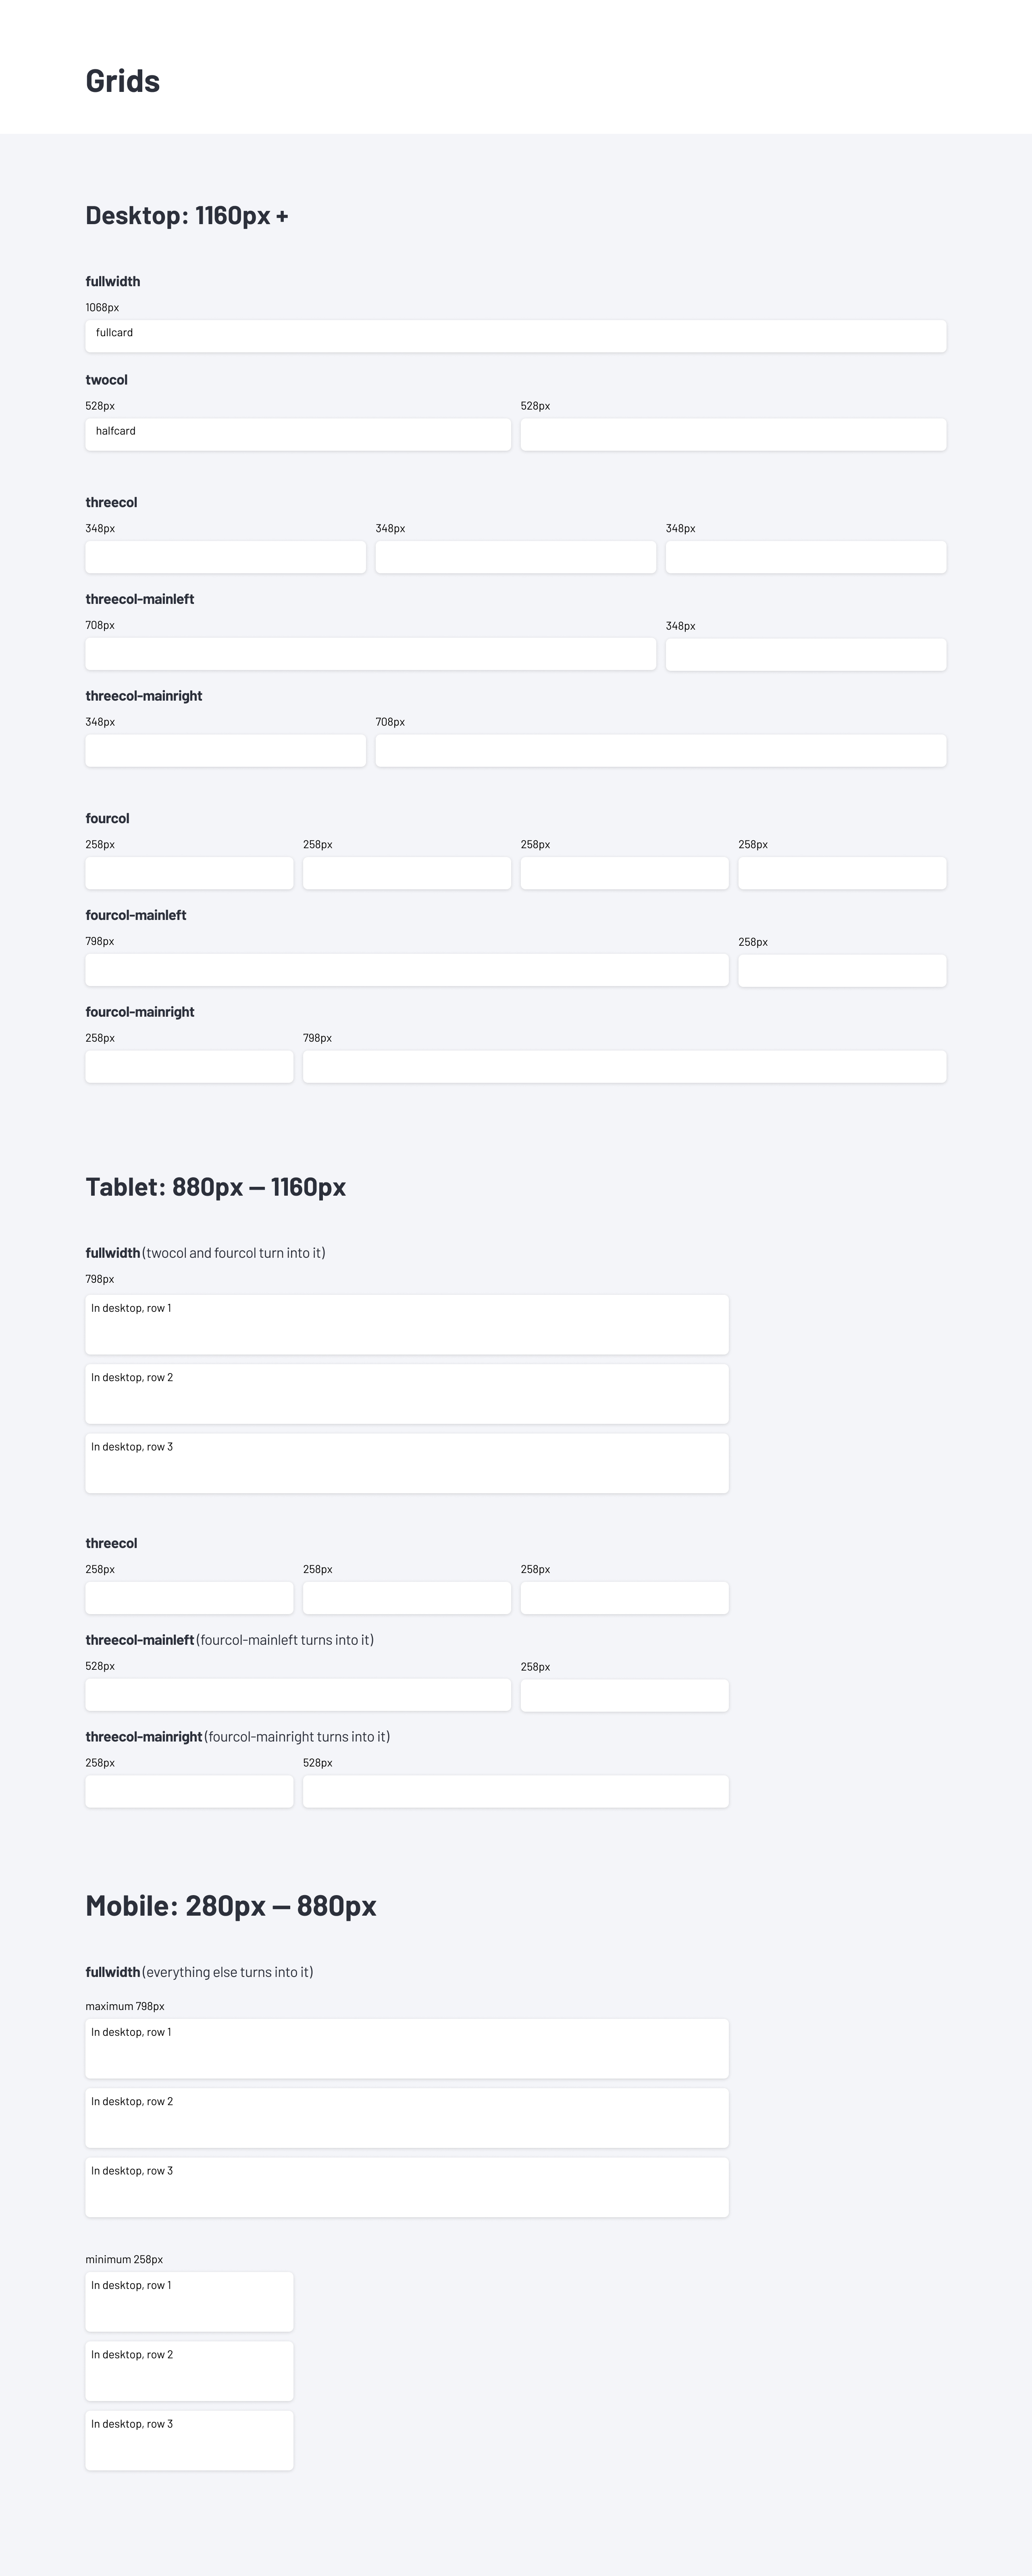 Grids
Desktop: 1160px +
fullwidth
1068px
fullcard
twocol
528px 528px
halfcard
threecol
348px 348px 348px
threecol-mainleft
708px 348px
threecol-mainright
348px 708px
fourcol
258px 258px 258px 258px
fourcol-mainleft
798px 258px
fourcol-mainright
258px 798px
Tablet: 880px — 1160px
fullwidth (twocol and fourcol turn into it)
798px
In desktop, row 1
In desktop, row 2
In desktop, row 3
threecol
258px 258px 258px
threecol-mainleft (fourcol-mainleft turns into it)
528px 258px
threecol-mainright (fourcol-mainright turns into it)
258px 528px
Mobile: 280px — 880px
fullwidth (everything else turns into it)
maximum 798px
In desktop, row 1
In desktop, row 2
In desktop, row 3
minimum 258px
In desktop, row 1
In desktop, row 2
In desktop, row 3